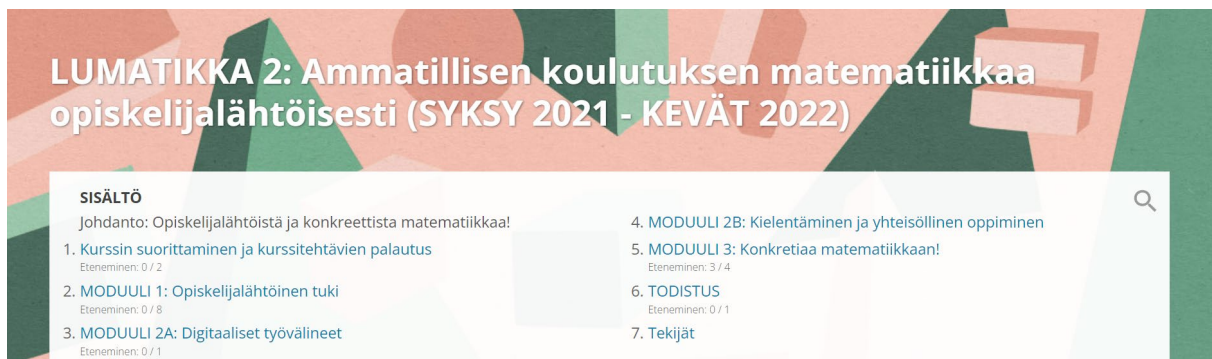 LUMATIKKA 2: Ammatillisen koulutuksen matematiikkaa
opiskelijalähtöisesti (SYKSY 2021 - KEVÄT 2022)
SISÄLTÖ
Johdanto: Opiskelijalähtöistä ja konkreettista matematiikkaa!
1. Kurssin suorittaminen ja kurssitehtävien palautus
Eteneminen: 0 / 2
2. MODUULI 1: Opiskelijalähtöinen tuki
Eteneminen: 0 / 8
3. MODUULI 2A: Digitaaliset työvälineet
Eteneminen: 0 / 1
4. MODUULI 2B: Kielentäminen ja yhteisöllinen oppiminen
5. MODUULI 3: Konkretiaa matematiikkaan!
Eteneminen: 3 / 4
6. TODISTUS
Eteneminen: 0 / 1
7. Tekijät